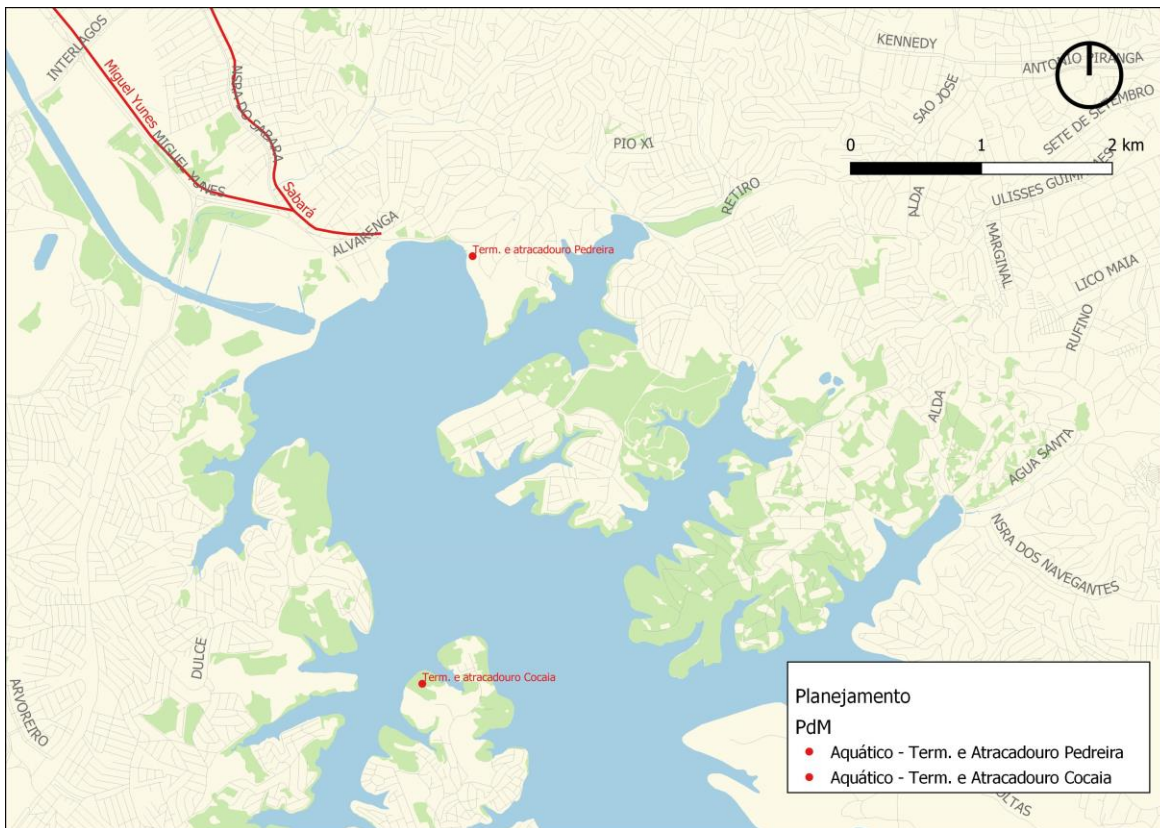 KENNEDY
INTERLAGOS
ANTONIO PIRANGA
Miguel Yunes
NSRA DO SABARA
SAO JOSE
SETE DE SETEMBRO
MIGUEL YUNES
PIO XI
0 1 2 km
Sabará
RETIRO
ALDA
ALVARENGA
MARGINAL
Term. e atracadouro Pedreira
LICO MAIA
RUFINO
ALDA
AGUA SANTA
NSRA DOS NAVEGANTES
DULCE
Term. e atracadouro Cocaia
ARVOREIRO
Planejamento
PdM
Aquático - Term. e Atracadouro Pedreira
Aquático - Term. e Atracadouro Cocaia